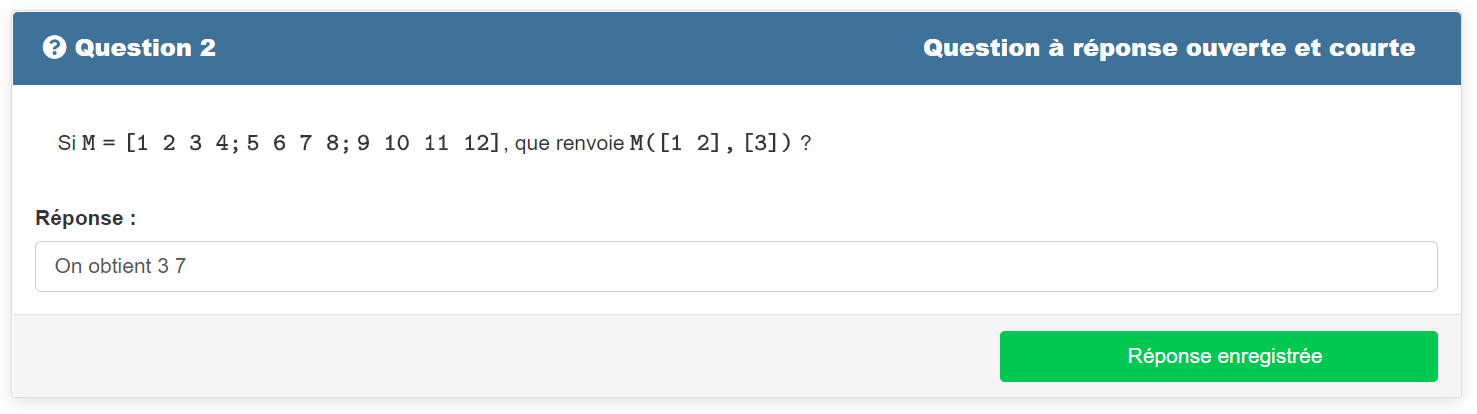 Question 2
Question à réponse ouverte et courte
Si M = [1 2 3 4;5 6 7 8;9 10 11 12], que renvoie M([1 2],[3]) ?
Réponse :
On obtient 3 7
Réponse enregistrée